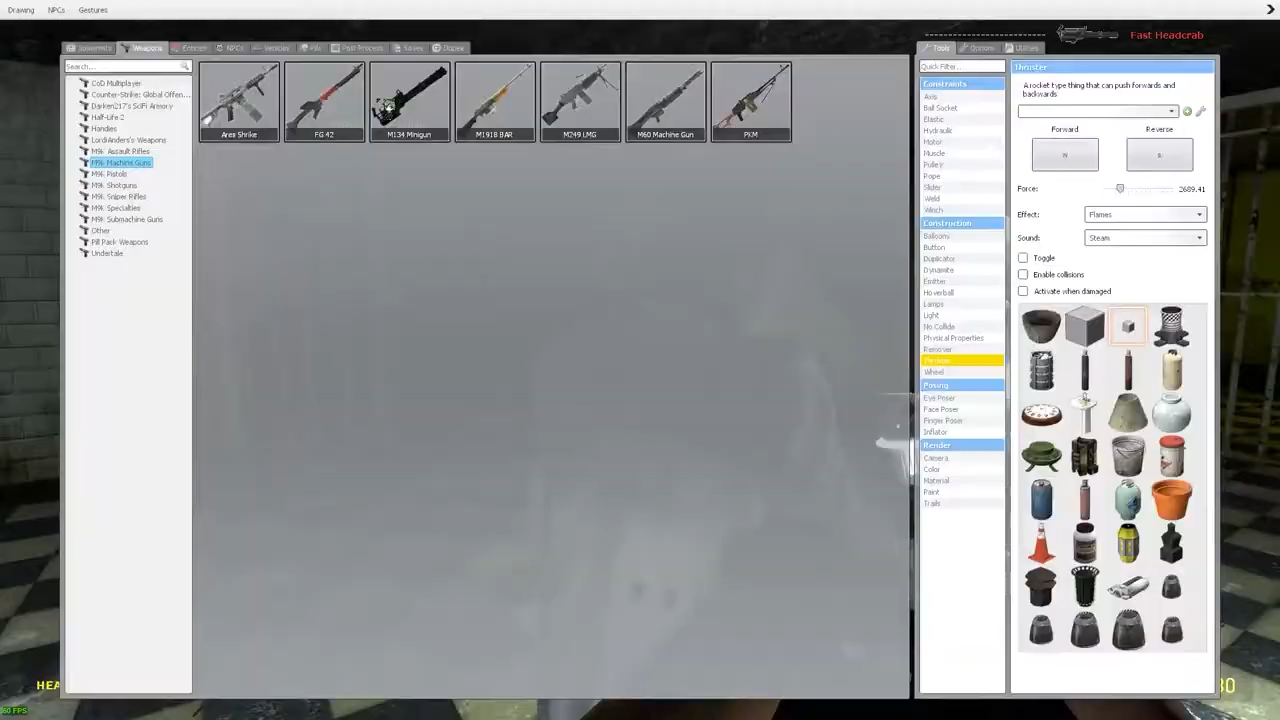 Drawing NPCs Gestures
Fast Headcrab
Spawnlists Weapons Entities NPCs Vehicles Post Process Saves Dupes
Tools Options Utilities
Search...
CoD Multiplayer
Counter-Strike: Global Offen...
Darken217's SciFi Armory
Half-Life 2
Handles
LordiAnders's Weapons
M9K Assault Rifles
M9K Machine Guns
M9K Pistols
M9K Shotguns
M9K Sniper Rifles
M9K Specialties
M9K Submachine Guns
Other
Pill Pack Weapons
Undertale
Ares Shrike
FG 42
M134 Minigun
M1918 BAR
M249 LMG
M60 Machine Gun
PKM
Quick Filter...
Constraints
Axis
Ball Socket
Elastic
Hydraulic
Motor
Muscle
Pulley
Rope
Slider
Weld
Winch
Construction
Balloons
Button
Duplicator
Dynamite
Emitter
Hoverball
Lamps
Light
No Collide
Physical Properties
Remover
Thruster
Wheel
Posing
Eye Poser
Face Poser
Finger Poser
Inflator
Render
Camera
Color
Material
Paint
Trails
Thruster
A rocket type thing that can push forwards and
backwards
Forward Reverse
Force: 2689.41
Effect: Flames
Sound: Steam
Toggle
Enable collisions
Activate when damaged
HEA
60 FPS